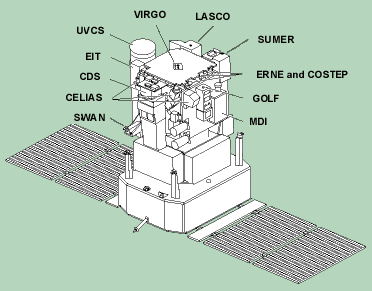 VIRGO
LASCO
UVCS
SUMER
EIT
CDS
ERNE and COSTEP
CELIAS
GOLF
SWAN
MDI